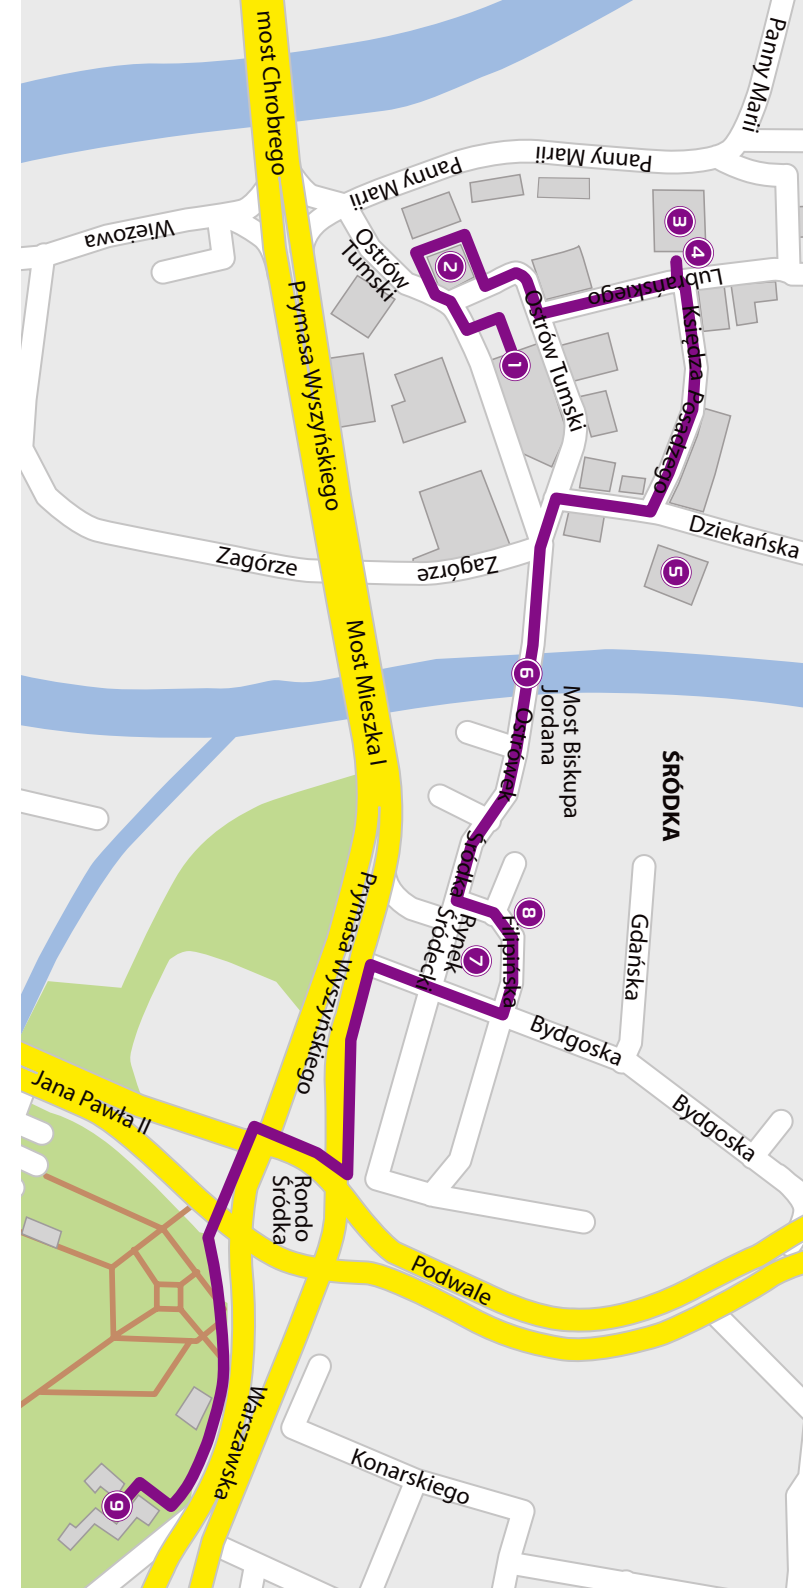 most Chrobrego
Panny Marii
Panny Marii
Panny Marii
Wieżowa
Ostrów
Tumski
Prymasa Wyszyńskiego
2
3
4
Lubrańskiego
Księdza Posadzego
Ostrów Tumski
1
Dziekańska
5
Zagórze
Zagórze
Most Mieszka I
6
Most Biskupa
Jordana
Ostrówek
ŚRÓDKA
Śródka
8
Filipińska
Rynek
Śródecki
7
Gdańska
Prymasa Wyszyńskiego
Bydgoska
Bydgoska
Jana Pawła II
Rondo
Śródka
Podwale
Warszawska
Konarskiego
9